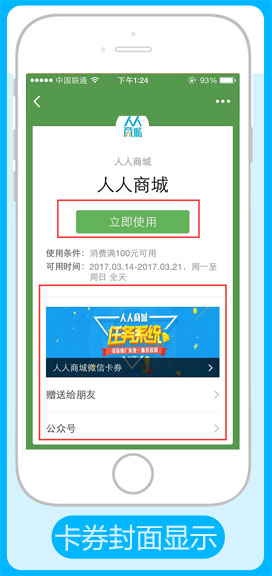 中国联通 下午1:24 93%
人人
商城
人人商城
人人商城
立即使用
使用条件: 消费满100元可用
可用时间: 2017.03.14-2017.03.21, 周一至
周日 全天
人人商城
任务系统
人人商城微信卡券
赠送给朋友
公众号
卡券封面显示